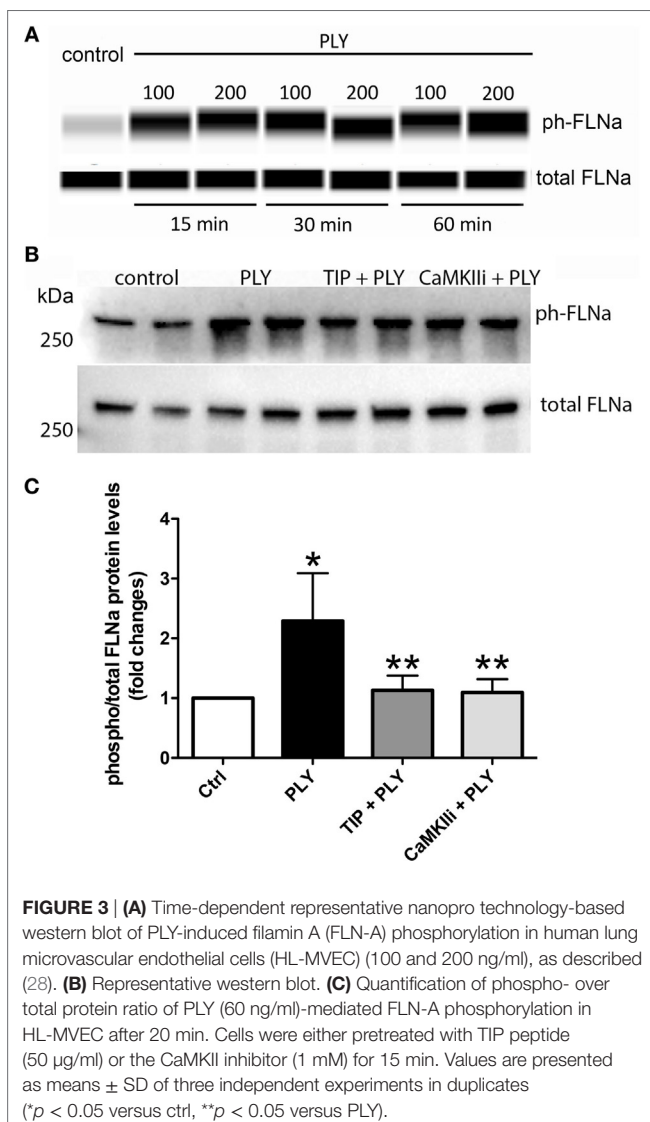 A
PLY
control
100 200 100 200 100 200
ph-FLNa
total FLNa
15 min 30 min 60 min
B
control PLY TIP + PLY CaMKIIi + PLY
kDa
ph-FLNa
250
total FLNa
250
C
phospho/total FLNa protein levels
(fold changes)
4
3
2
1
0
*
**
**
Ctrl
PLY
TIP + PLY
CaMKIIi + PLY
FIGURE 3 | (A) Time-dependent representative nanopro technology-based
western blot of PLY-induced filamin A (FLN-A) phosphorylation in human lung
microvascular endothelial cells (HL-MVEC) (100 and 200 ng/ml), as described
(28). (B) Representative western blot. (C) Quantification of phospho- over
total protein ratio of PLY (60 ng/ml)-mediated FLN-A phosphorylation in
HL-MVEC after 20 min. Cells were either pretreated with TIP peptide
(50 µg/ml) or the CaMKII inhibitor (1 mM) for 15 min. Values are presented
as means ± SD of three independent experiments in duplicates
(*p < 0.05 versus ctrl, **p < 0.05 versus PLY).